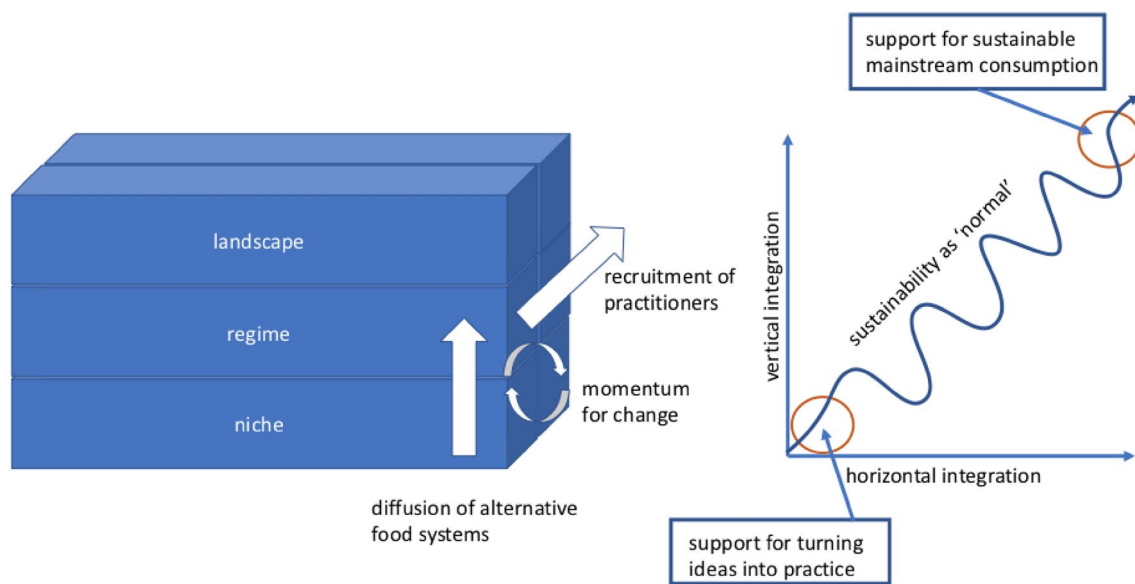 landscape
regime
niche
recruitment of
practitioners
momentum
for change
diffusion of alternative
food systems
support for sustainable
mainstream consumption
vertical integration
sustainability as ‘normal’
horizontal integration
support for turning
ideas into practice